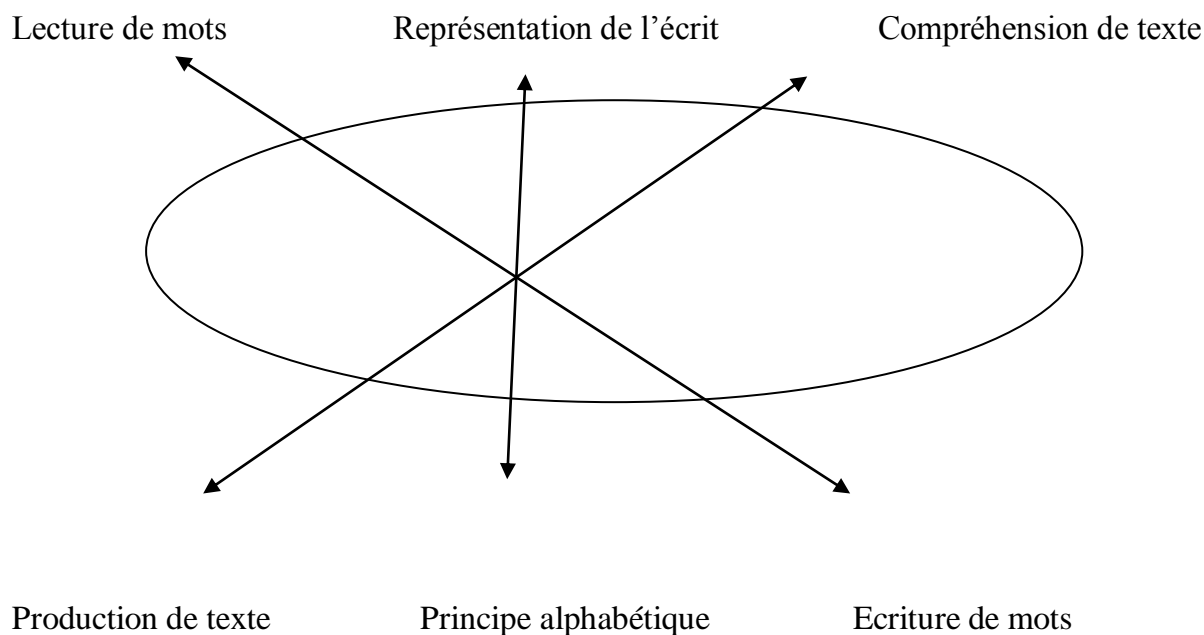 Lecture de mots Représentation de l’écrit Compréhension de texte
Production de texte Principe alphabétique Ecriture de mots